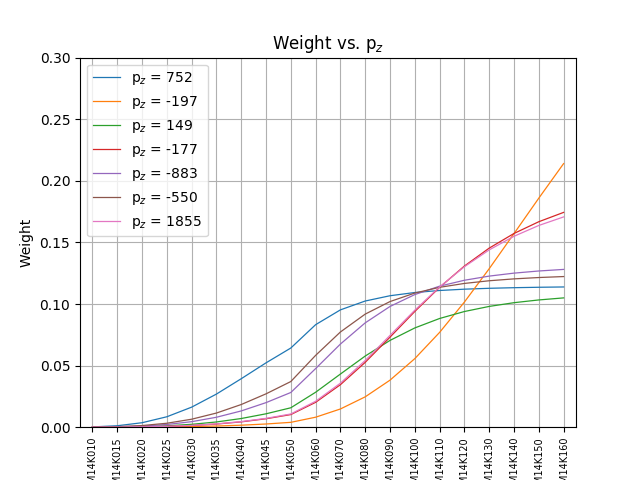 Weight vs. p_z
0.30
0.25
0.20
0.15
0.10
0.05
0.00
Weight
p_z = 752
p_z = -197
p_z = 149
p_z = -177
p_z = -883
p_z = -550
p_z = 1855
M14K010
M14K015
M14K020
M14K025
M14K030
M14K035
M14K040
M14K045
M14K050
M14K060
M14K070
M14K080
M14K090
M14K100
M14K110
M14K120
M14K130
M14K140
M14K150
M14K160